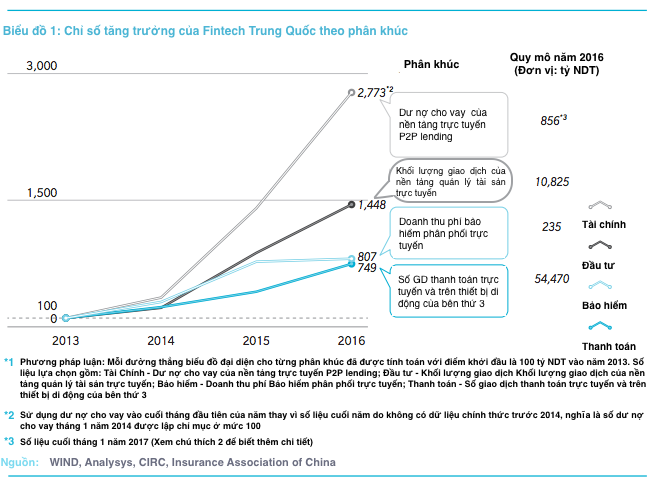 Biểu đồ 1: Chỉ số tăng trưởng của Fintech Trung Quốc theo phân khúc
3,000
Phân khúc
Quy mô năm 2016
(Đơn vị: tỷ NDT)
2,773*2
Dư nợ cho vay của
nền tảng trực tuyến
P2P lending
856*3
Khối lượng giao dịch của
nền tảng quản lý tài sản
trực tuyến
10,825
1,500
1,448
Doanh thu phí bảo
hiểm phân phối trực
tuyến
235
Tài chính
807
749
Số GD thanh toán trực
tuyến và trên thiết bị di
động của bên thứ 3
54,470
Đầu tư
Bảo hiểm
Thanh toán
100
0
2013
2014
2015
2016
*1 Phương pháp luận: Mỗi đường thẳng biểu đồ đại diện cho từng phân khúc đã được tính toán với điểm khởi đầu là 100 tỷ NDT vào năm 2013. Số
liệu lựa chọn gồm: Tài Chính - Dư nợ cho vay của nền tảng trực tuyến P2P lending; Đầu tư - Khối lượng giao dịch Khối lượng giao dịch của nền
tảng quản lý tài sản trực tuyến; Bảo hiểm - Doanh thu phí Bảo hiểm phân phối trực tuyến; Thanh toán - Số giao dịch thanh toán trực tuyến và trên
thiết bị di động của bên thứ 3
*2 Sử dụng dư nợ cho vay vào cuối tháng đầu tiên của năm thay vì số liệu cuối năm do không có dữ liệu chính thức trước 2014, nghĩa là số dư nợ
cho vay tháng 1 năm 2014 được lập chỉ mục ở mức 100
*3 Số liệu cuối tháng 1 năm 2017 (Xem chú thích 2 để biết thêm chi tiết)
Nguồn: WIND, Analysys, CIRC, Insurance Association of China